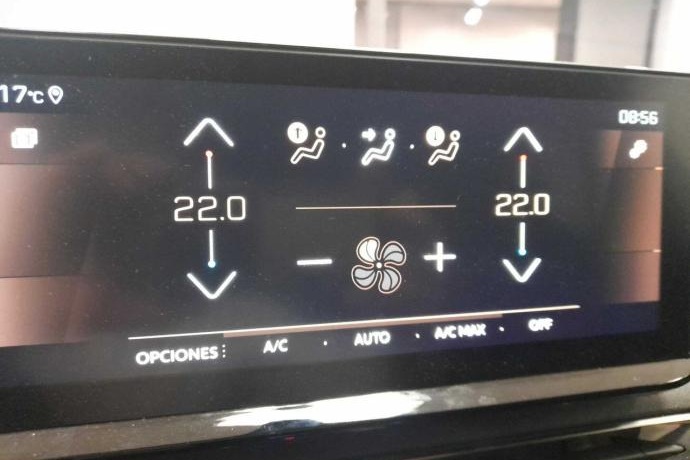 17°C
08:56
22.0
22.0
OPCIONES A/C AUTO A/C MAX OFF